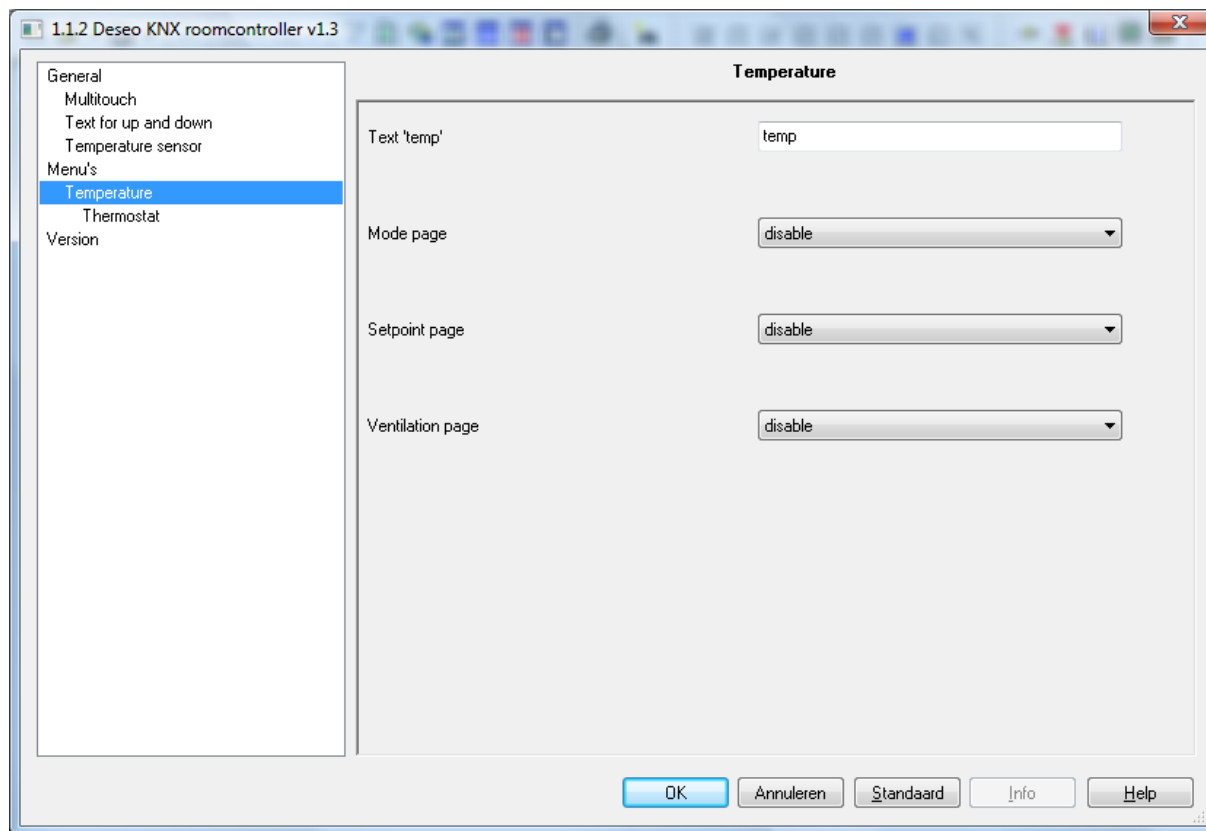 1.1.2 Deseo KNX roomcontroller v1.3
General
Multitouch
Text for up and down
Temperature sensor
Menu's
Temperature
Thermostat
Version
Temperature
Text 'temp'
temp
Mode page
disable
Setpoint page
disable
Ventilation page
disable
OK
Annuleren
Standaard
Info
Help